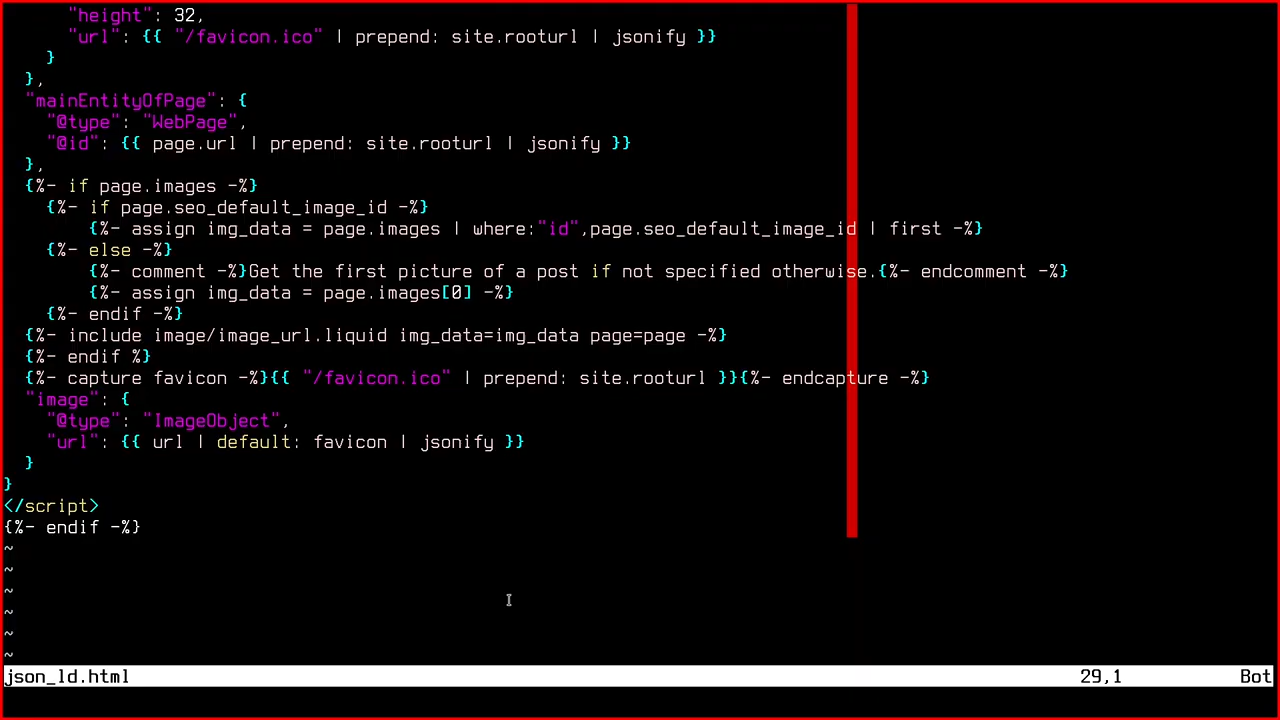 "height": 32,
      "url": {{ "/favicon.ico" | prepend: site.rooturl | jsonify }}
    }
  },
  "mainEntityOfPage": {
    "@type": "WebPage",
    "@id": {{ page.url | prepend: site.rooturl | jsonify }}
  },
  {%- if page.images -%}
    {%- if page.seo_default_image_id -%}
        {%- assign img_data = page.images | where:"id",page.seo_default_image_id | first -%}
    {%- else -%}
        {%- comment -%}Get the first picture of a post if not specified otherwise.{%- endcomment -%}
        {%- assign img_data = page.images[0] -%}
    {%- endif -%}
  {%- include image/image_url.liquid img_data=img_data page=page -%}
  {%- endif %}
  {%- capture favicon -%}{{ "/favicon.ico" | prepend: site.rooturl }}{%- endcapture -%}
  "image": {
    "@type": "ImageObject",
    "url": {{ url | default: favicon | jsonify }}
  }
}
</script>
{%- endif -%}
~
~
~
~
~
~
json_ld.html 29,1 Bot